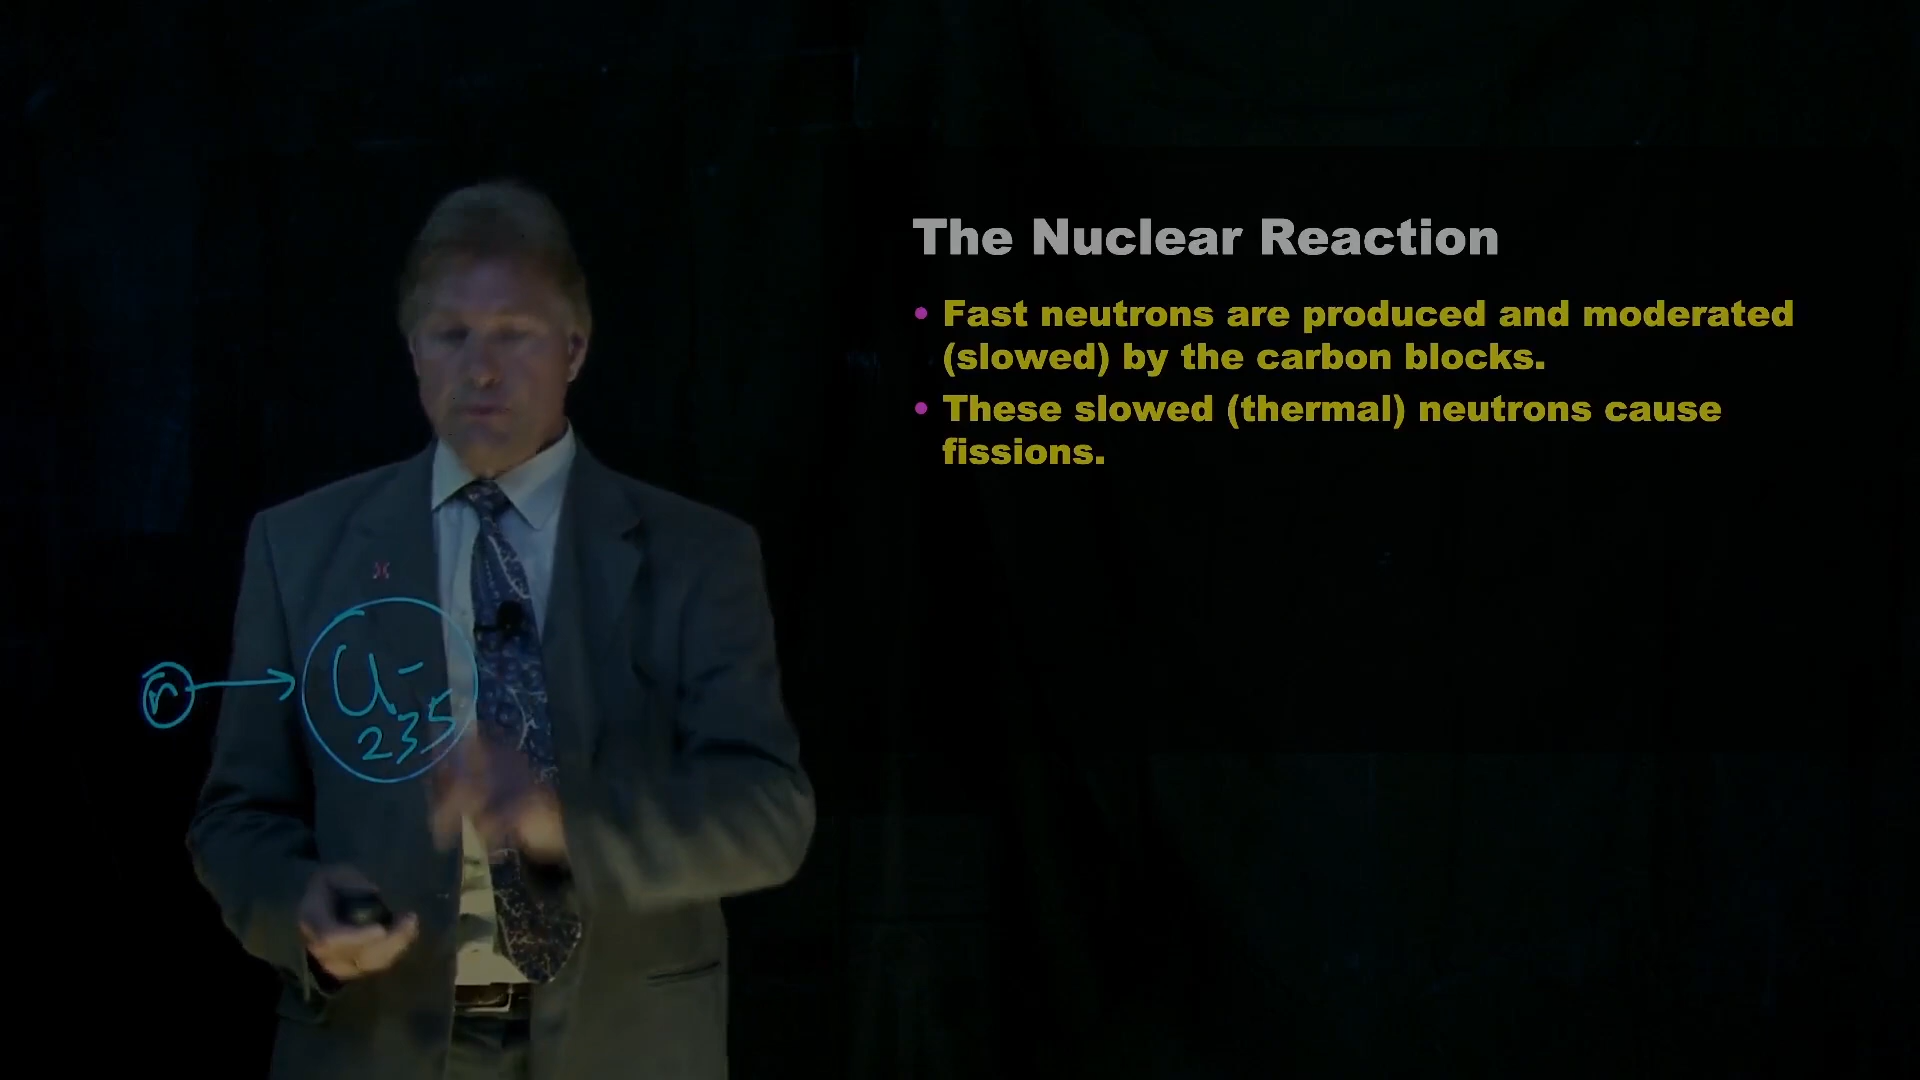 The Nuclear Reaction
• Fast neutrons are produced and moderated
(slowed) by the carbon blocks.
• These slowed (thermal) neutrons cause
fissions.
n
U-
235